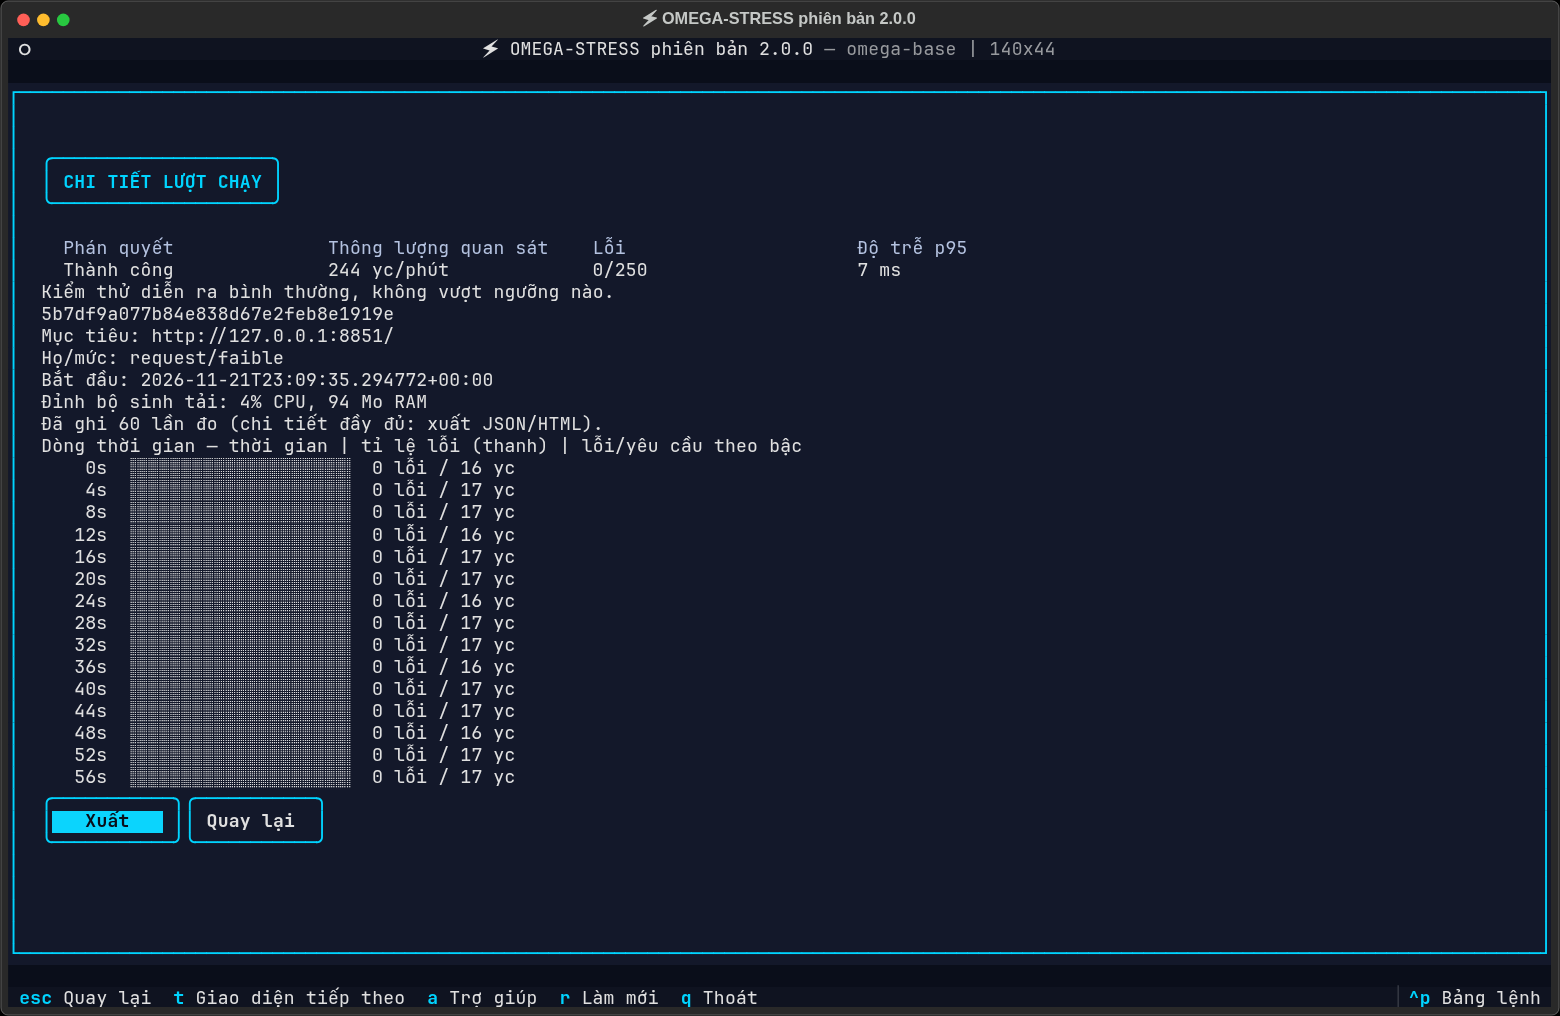 ⚡ OMEGA-STRESS phiên bản 2.0.0
⚡ OMEGA-STRESS phiên bản 2.0.0 — omega-base | 140x44
CHI TIẾT LƯỢT CHẠY
Phán quyết Thông lượng quan sát Lỗi Độ trễ p95
Thành công 244 yc/phút 0/250 7 ms
Kiểm thử diễn ra bình thường, không vượt ngưỡng nào.
5b7df9a077b84e838d67e2feb8e1919e
Mục tiêu: http://127.0.0.1:8851/
Họ/mức: request/faible
Bắt đầu: 2026-11-21T23:09:35.294772+00:00
Đỉnh bộ sinh tải: 4% CPU, 94 Mo RAM
Đã ghi 60 lần đo (chi tiết đầy đủ: xuất JSON/HTML).
Dòng thời gian — thời gian | tỉ lệ lỗi (thanh) | lỗi/yêu cầu theo bậc
0s 0 lỗi / 16 yc
4s 0 lỗi / 17 yc
8s 0 lỗi / 17 yc
12s 0 lỗi / 16 yc
16s 0 lỗi / 17 yc
20s 0 lỗi / 17 yc
24s 0 lỗi / 16 yc
28s 0 lỗi / 17 yc
32s 0 lỗi / 17 yc
36s 0 lỗi / 16 yc
40s 0 lỗi / 17 yc
44s 0 lỗi / 17 yc
48s 0 lỗi / 16 yc
52s 0 lỗi / 17 yc
56s 0 lỗi / 17 yc
Xuất Quay lại
esc Quay lại t Giao diện tiếp theo a Trợ giúp r Làm mới q Thoát ^p Bảng lệnh